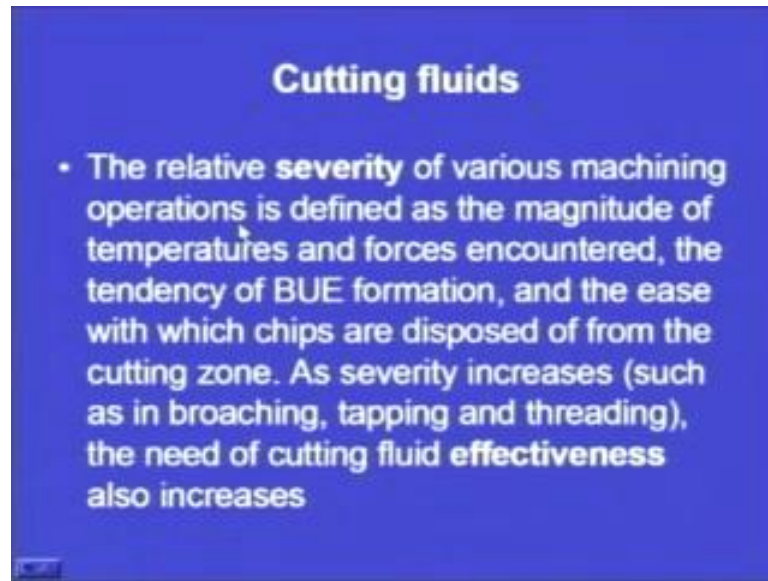 Cutting fluids
• The relative severity of various machining
operations is defined as the magnitude of
temperatures and forces encountered, the
tendency of BUE formation, and the ease
with which chips are disposed of from the
cutting zone. As severity increases (such
as in broaching, tapping and threading),
the need of cutting fluid effectiveness
also increases